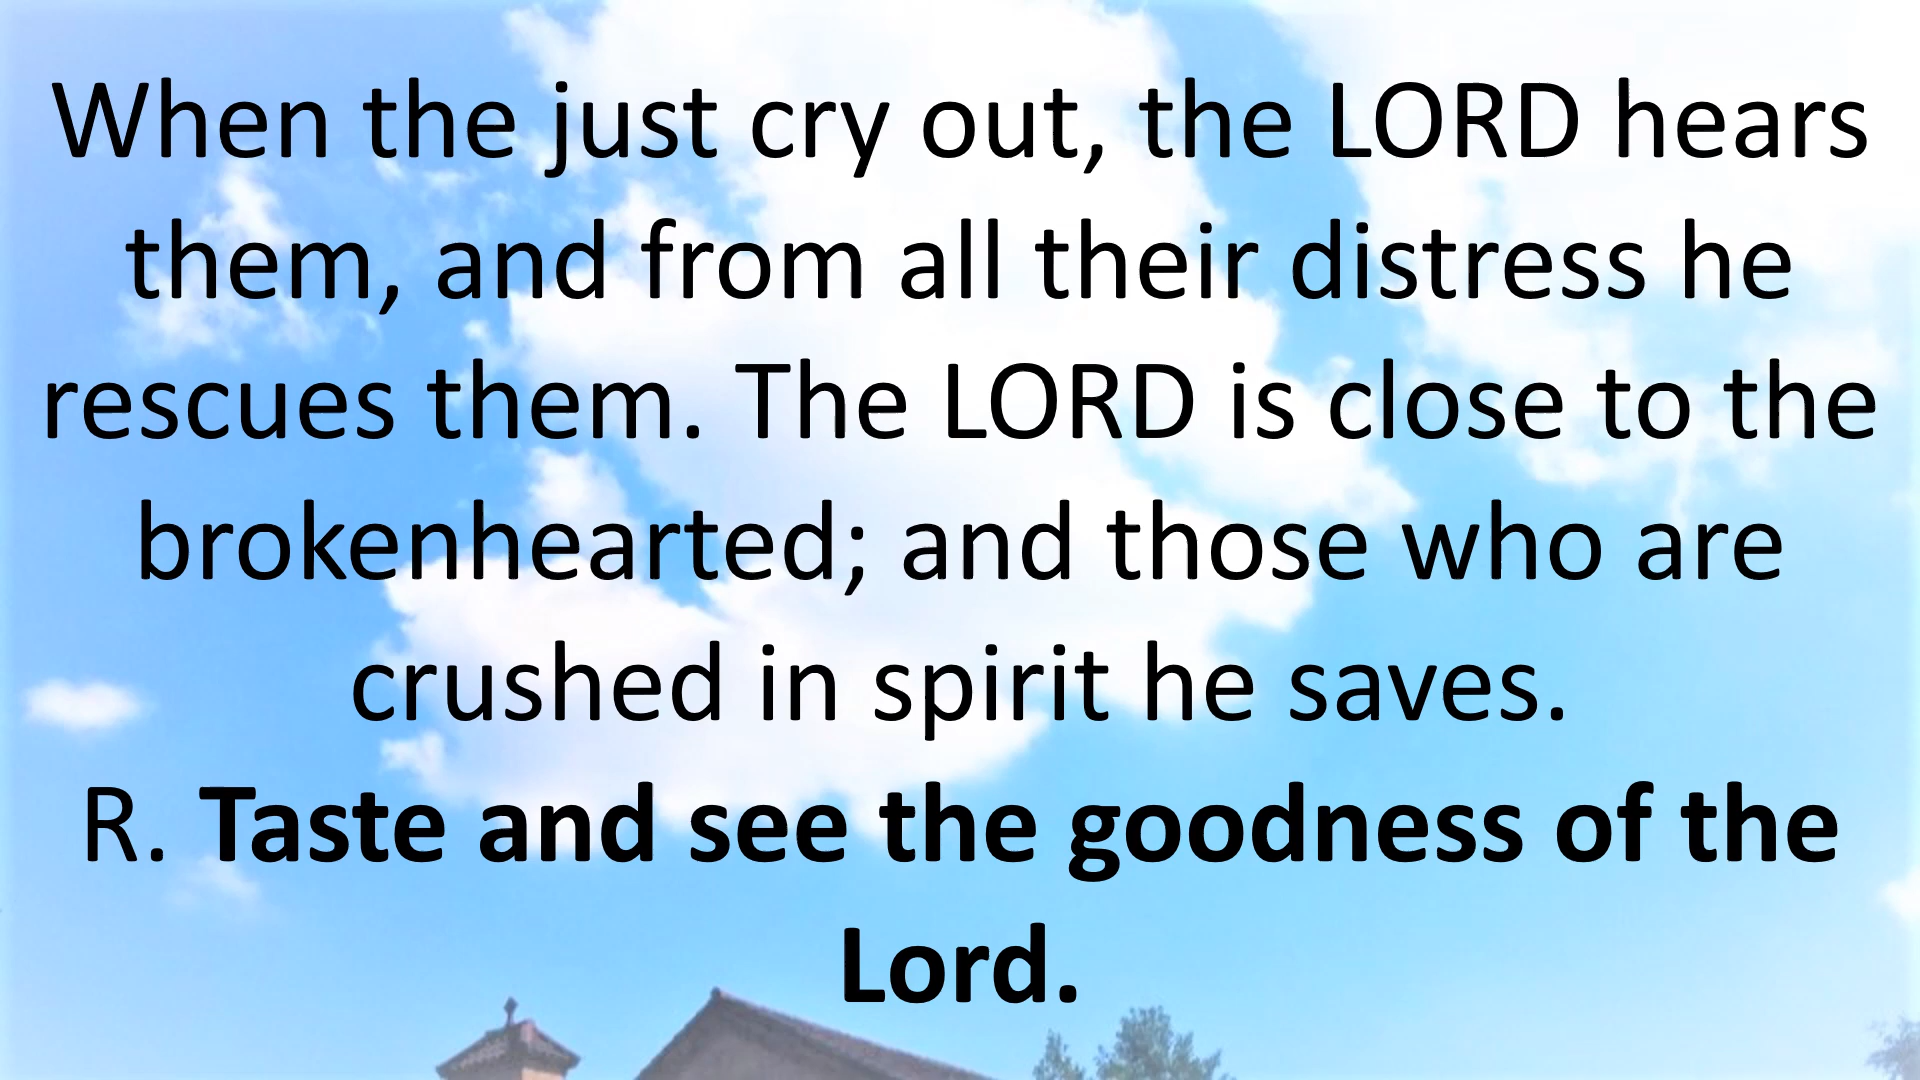 When the just cry out, the LORD hears
them, and from all their distress he
rescues them. The LORD is close to the
brokenhearted; and those who are
crushed in spirit he saves.
R. Taste and see the goodness of the
Lord.